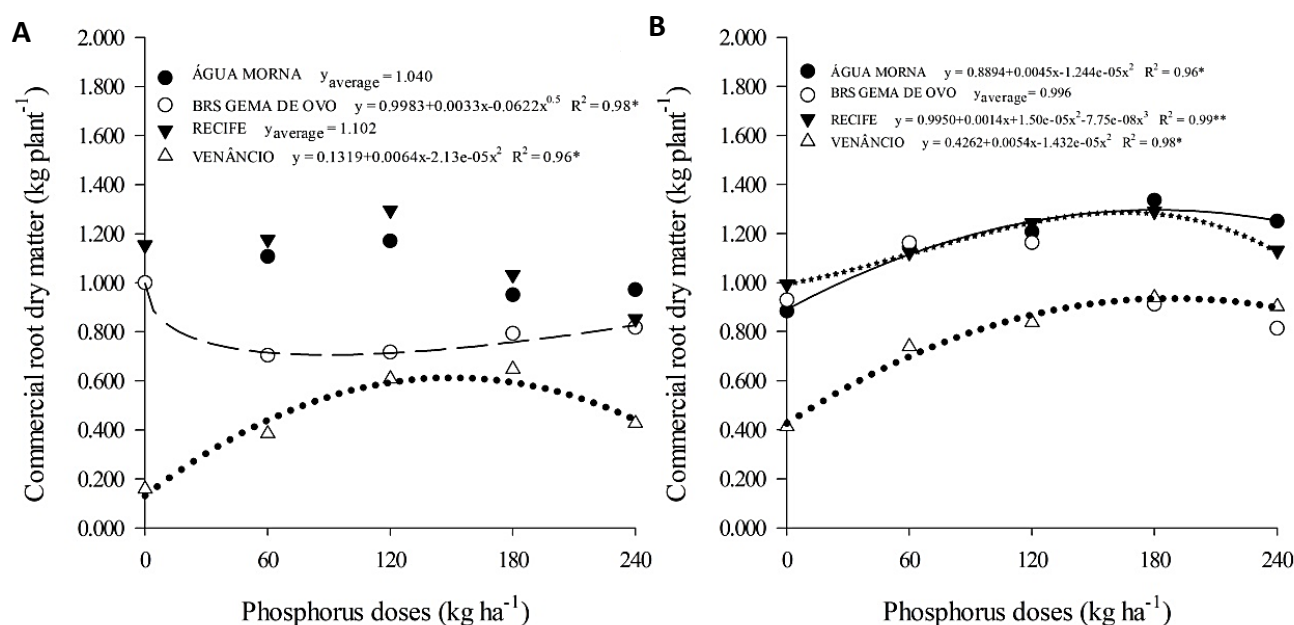 A
Commercial root dry matter (kg plant⁻¹)
2.000
1.800
1.600
1.400
1.200
1.000
0.800
0.600
0.400
0.200
0.000
ÁGUA MORNA y average = 1.040
BRS GEMA DE OVO y = 0.9983+0.0033x-0.0622x^0.5 R² = 0.98*
RECIFE y average = 1.102
VENÂNCIO y = 0.1319+0.0064x-2.13e-05x² R² = 0.96*
0 60 120 180 240
Phosphorus doses (kg ha⁻¹)
B
Commercial root dry matter (kg plant⁻¹)
2.000
1.800
1.600
1.400
1.200
1.000
0.800
0.600
0.400
0.200
0.000
ÁGUA MORNA y = 0.8894+0.0045x-1.244e-05x² R² = 0.96*
BRS GEMA DE OVO y average = 0.996
RECIFE y = 0.9950+0.0014x+1.50e-05x²-7.75e-08x³ R² = 0.99**
VENÂNCIO y = 0.4262+0.0054x-1.432e-05x² R² = 0.98*
0 60 120 180 240
Phosphorus doses (kg ha⁻¹)